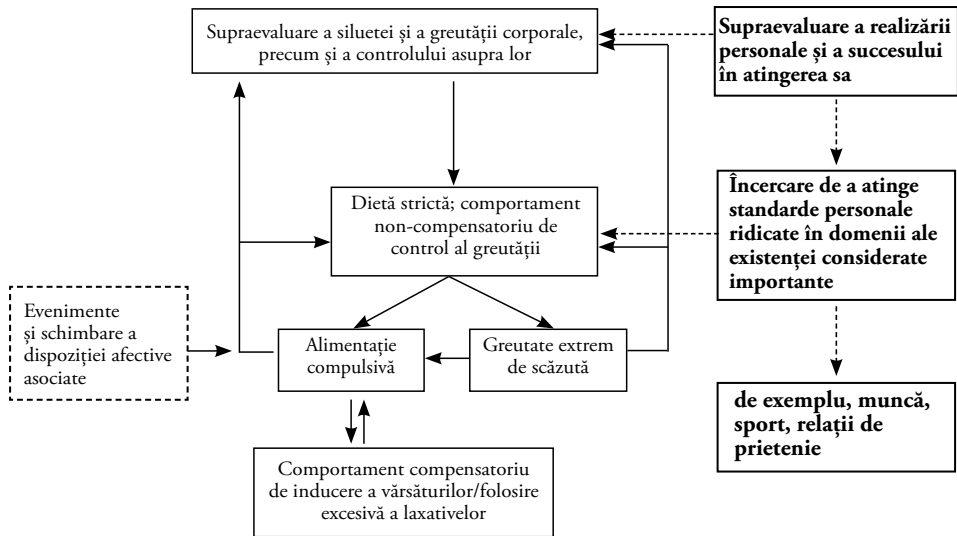 Supraevaluare a siluetei și a greutății corporale,
precum și a controlului asupra lor
Supraevaluare a realizării
personale și a succesului
în atingerea sa
Dietă strictă; comportament
non-compensatoriu de
control al greutății
Încercare de a atinge
standarde personale
ridicate în domenii ale
existenței considerate
importante
Evenimente
și schimbare a
dispoziției afective
asociate
Alimentație
compulsivă
Greutate extrem
de scăzută
de exemplu, muncă,
sport, relații de
prietenie
Comportament compensatoriu
de inducere a vărsăturilor/folosire
excesivă a laxativelor